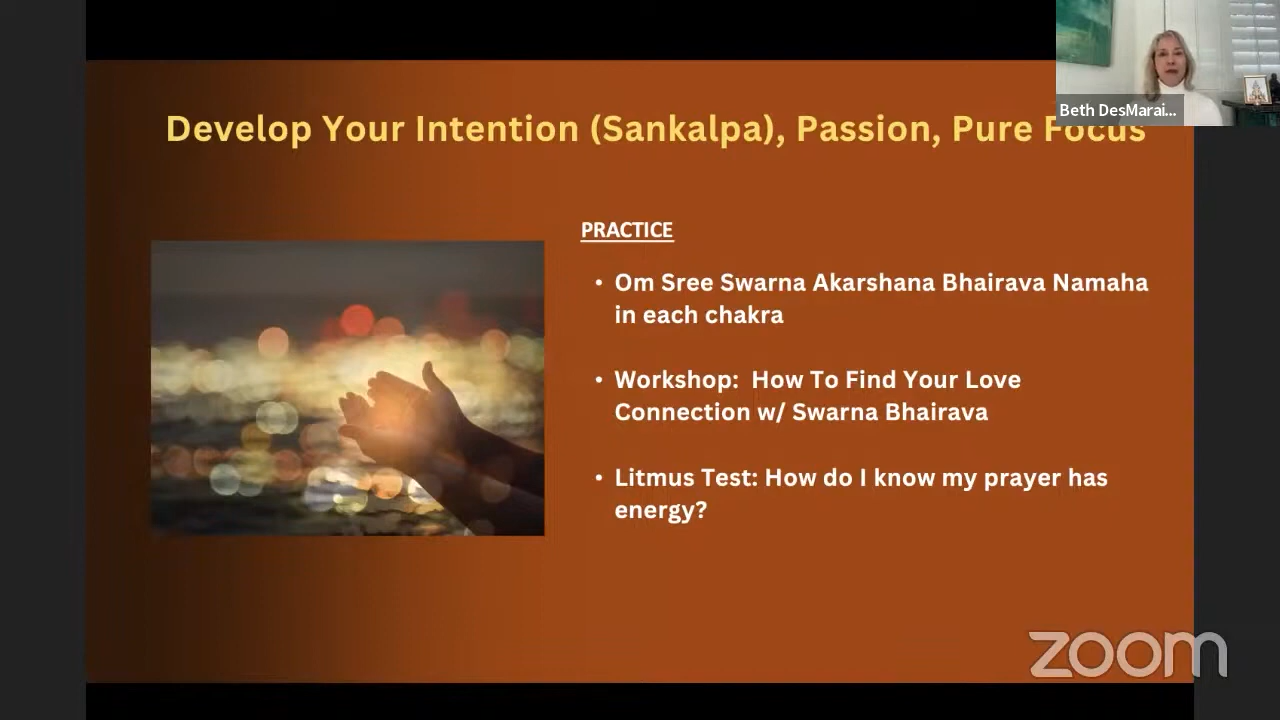 Develop Your Intention (Sankalpa), Passion, Pure Focus
Beth DesMarai...
PRACTICE
• Om Sree Swarna Akarshana Bhairava Namaha
in each chakra
• Workshop: How To Find Your Love
Connection w/ Swarna Bhairava
• Litmus Test: How do I know my prayer has
energy?
zoom